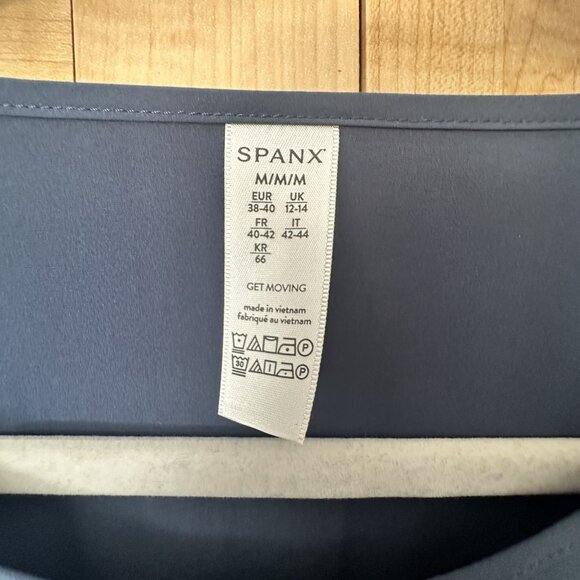 SPANX
M/M/M
EUR UK
38-40 12-14
FR IT
40-42 42-44
KR
66
GET MOVING
made in vietnam
fabriqué au vietnam
P
30 P